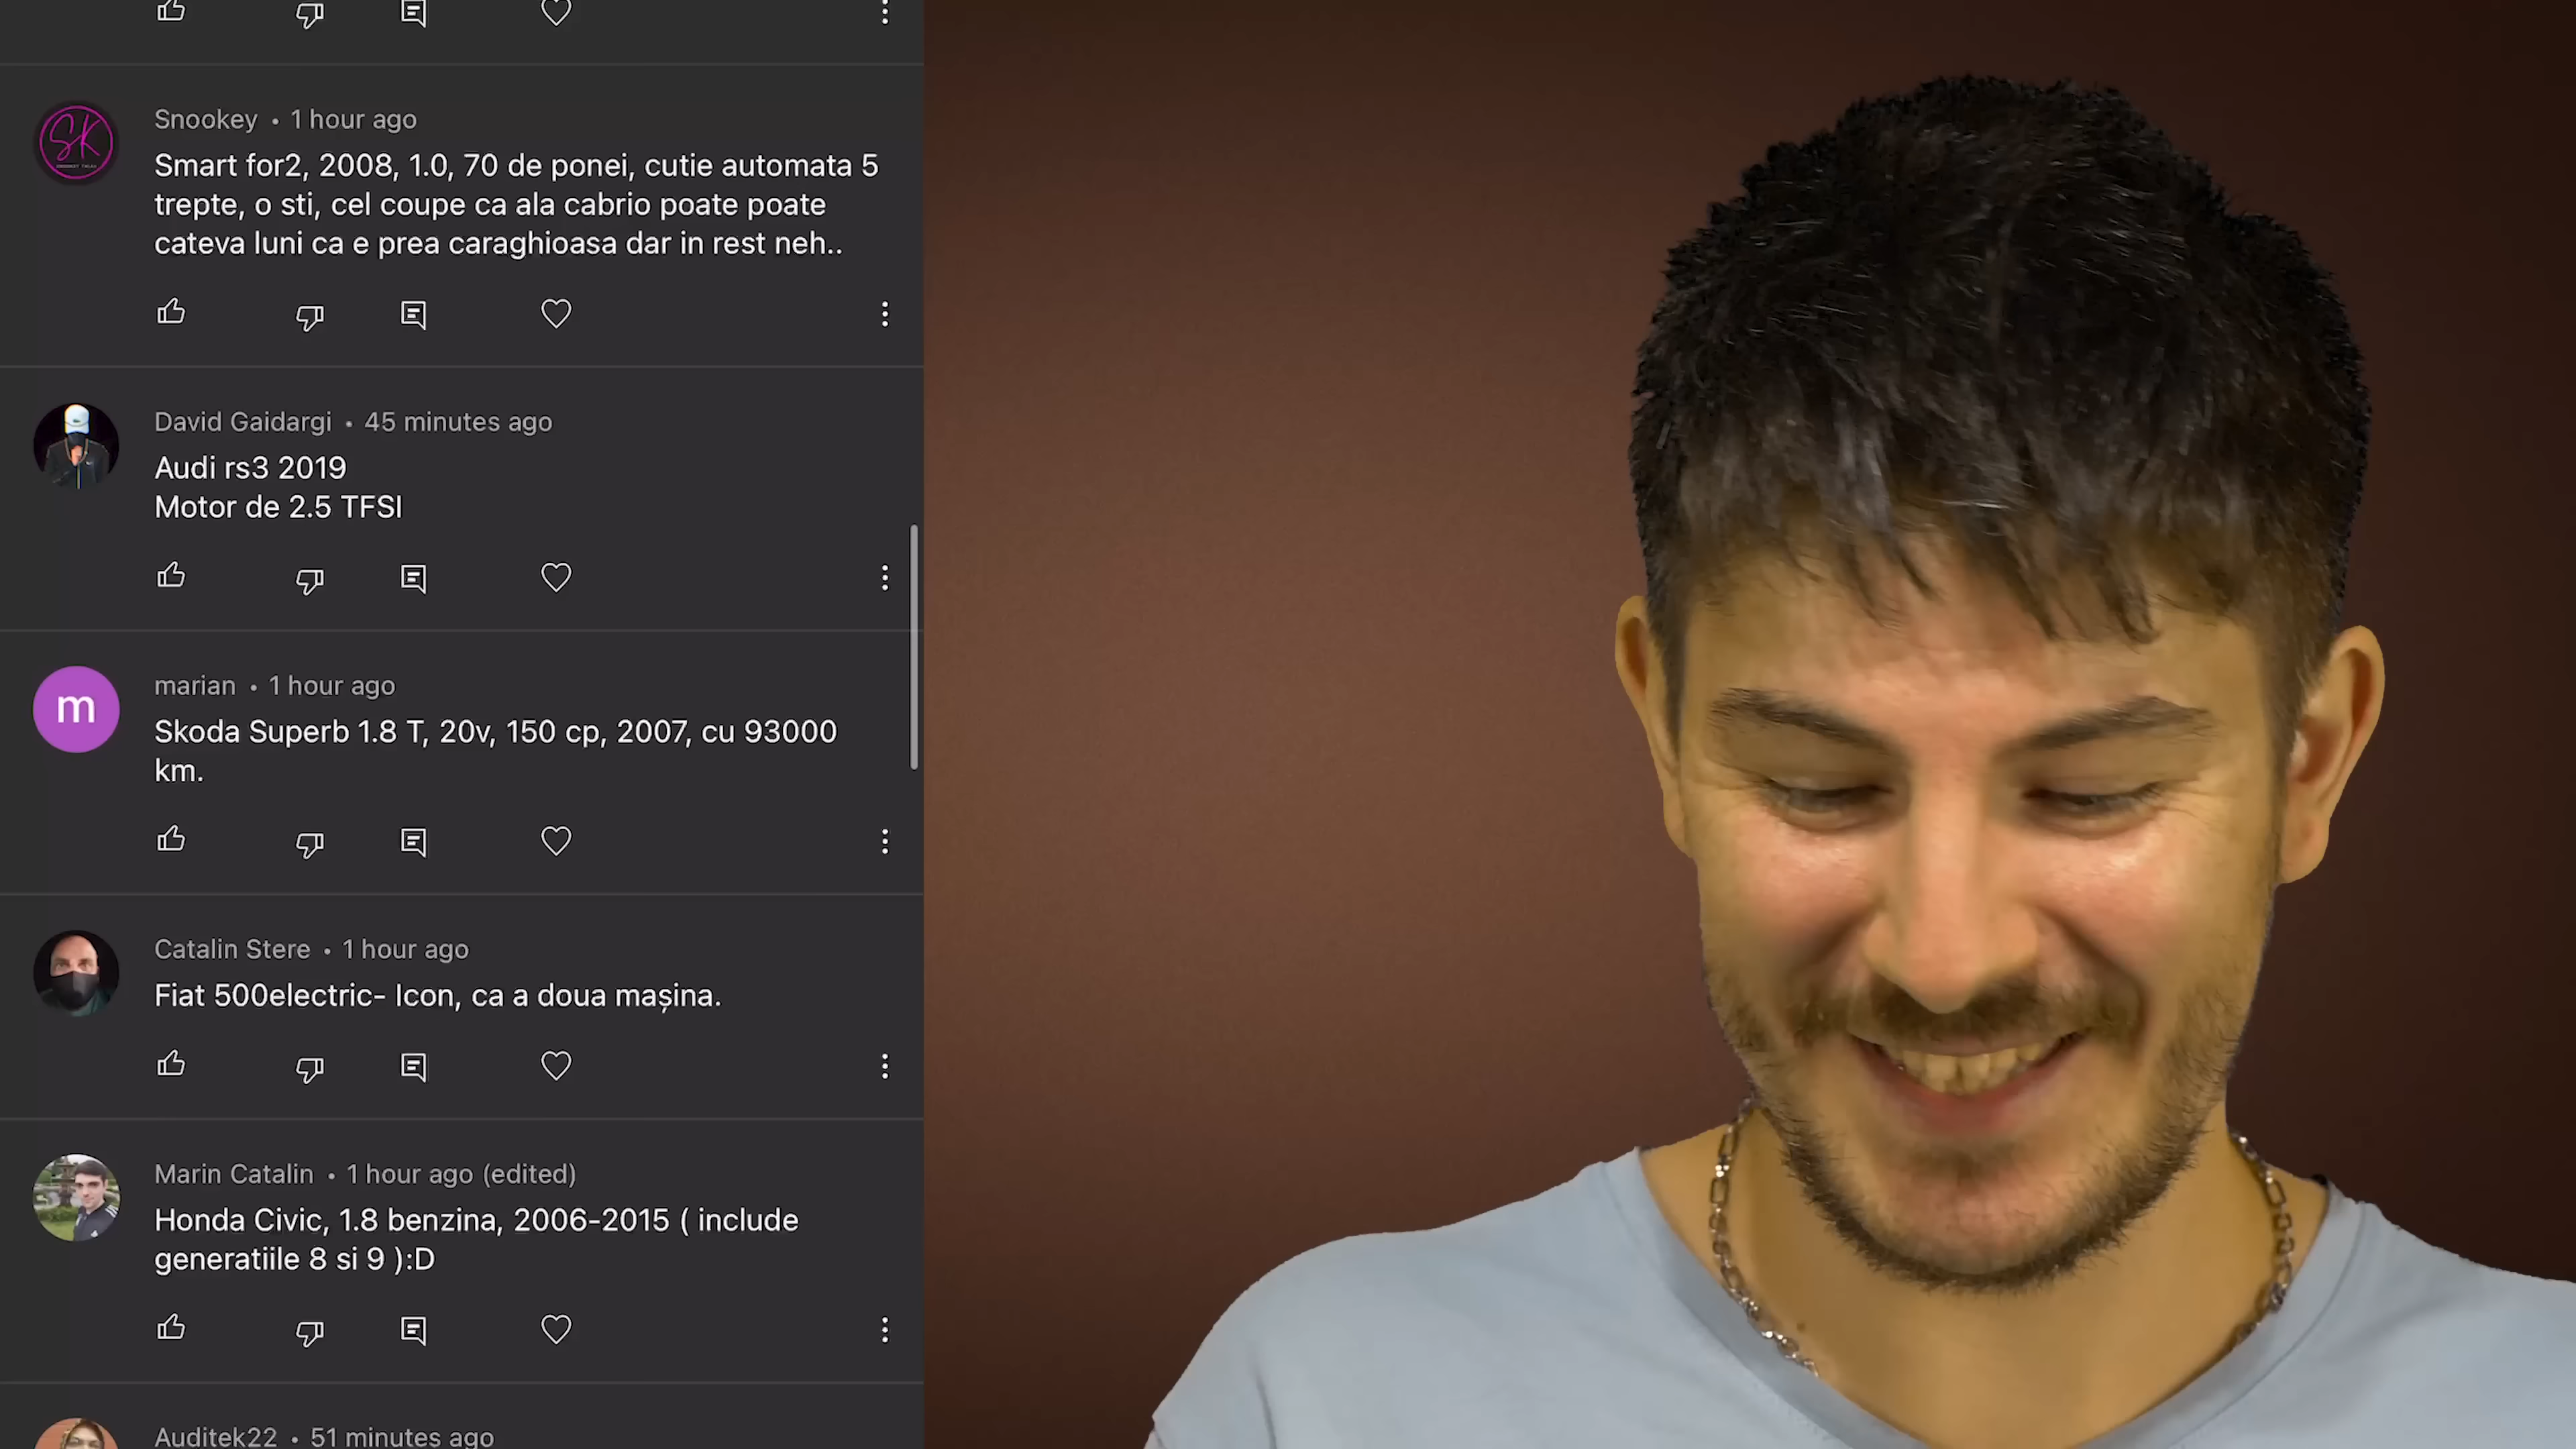 Snookey • 1 hour ago
Smart for2, 2008, 1.0, 70 de ponei, cutie automata 5
trepte, o sti, cel coupe ca ala cabrio poate poate
cateva luni ca e prea caraghioasa dar in rest neh..
David Gaidargi • 45 minutes ago
Audi rs3 2019
Motor de 2.5 TFSI
m
marian • 1 hour ago
Skoda Superb 1.8 T, 20v, 150 cp, 2007, cu 93000
km.
Catalin Stere • 1 hour ago
Fiat 500electric- Icon, ca a doua mașina.
Marin Catalin • 1 hour ago (edited)
Honda Civic, 1.8 benzina, 2006-2015 ( include
generatiile 8 si 9 ):D
Auditek22 • 51 minutes ago
SK